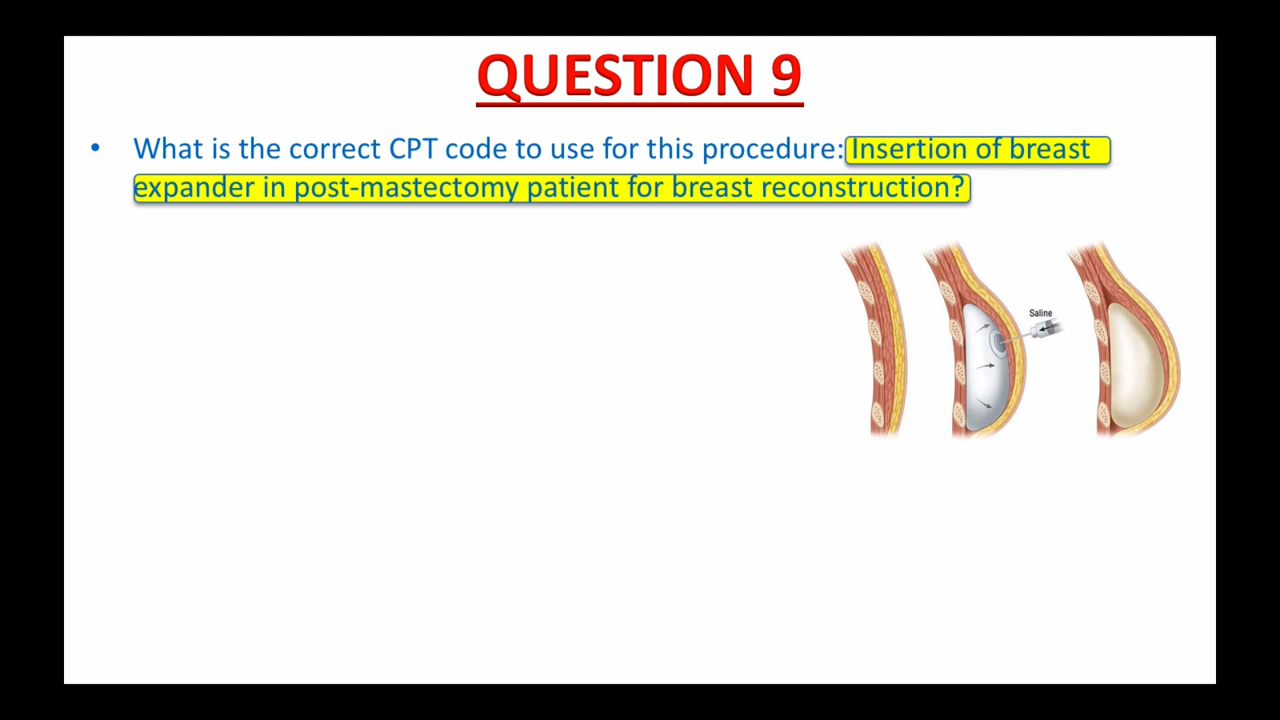 QUESTION 9
• What is the correct CPT code to use for this procedure: Insertion of breast
expander in post-mastectomy patient for breast reconstruction?
Saline